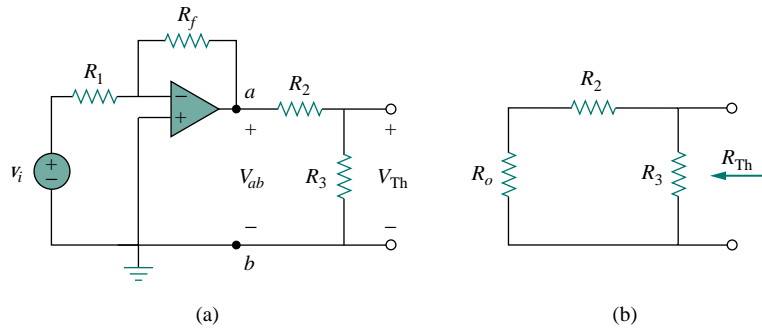 R_f
R_1
a
R_2
−
+
+
+
v_i
+
−
V_ab
R_3
V_Th
−
−
b
(a)
R_2
R_o
R_3
R_Th
(b)